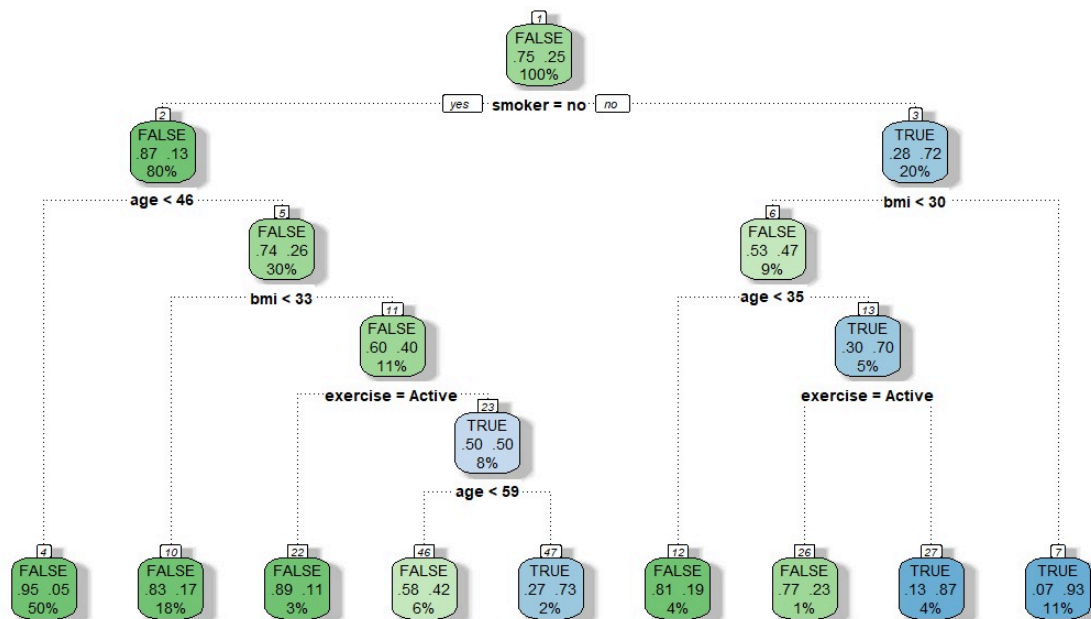 1
FALSE
.75 .25
100%
yes smoker = no no
2
FALSE
.87 .13
80%
3
TRUE
.28 .72
20%
age < 46
bmi < 30
5
FALSE
.74 .26
30%
6
FALSE
.53 .47
9%
bmi < 33
age < 35
11
FALSE
.60 .40
11%
13
TRUE
.30 .70
5%
exercise = Active
exercise = Active
23
TRUE
.50 .50
8%
age < 59
4
FALSE
.95 .05
50%
10
FALSE
.83 .17
18%
22
FALSE
.89 .11
3%
46
FALSE
.58 .42
6%
47
TRUE
.27 .73
2%
12
FALSE
.81 .19
4%
26
FALSE
.77 .23
1%
27
TRUE
.13 .87
4%
7
TRUE
.07 .93
11%